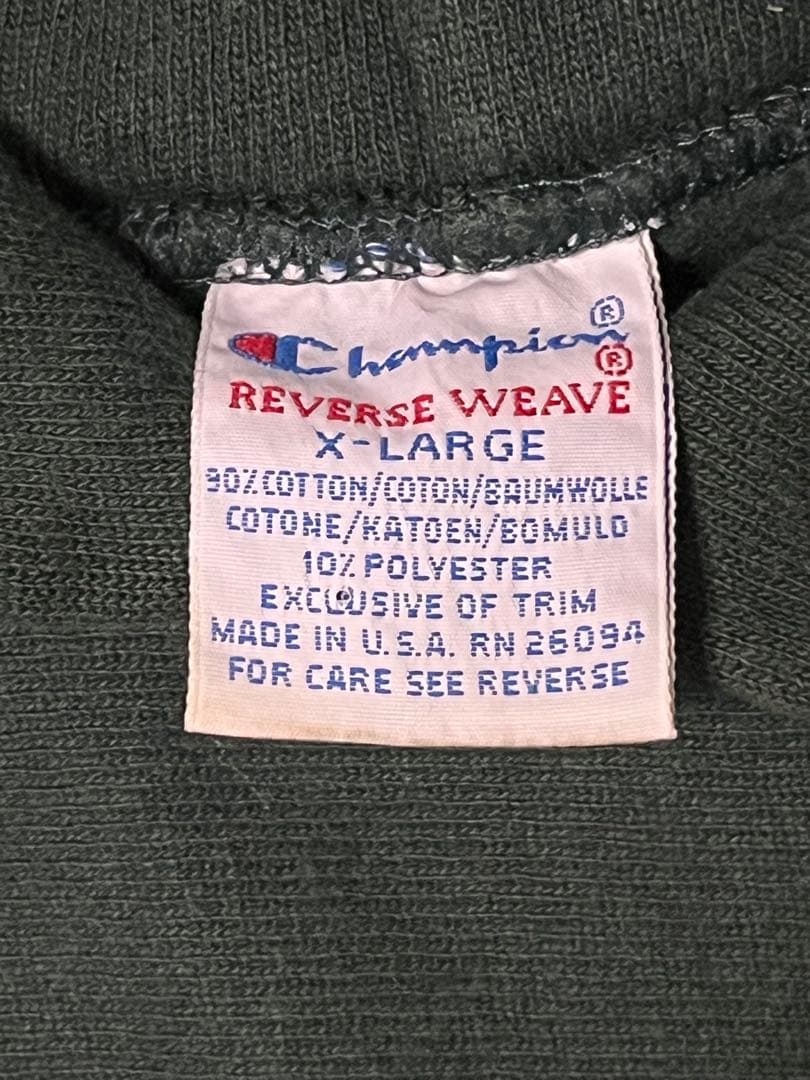 Champion®
®
REVERSE WEAVE
X-LARGE
90% COTTON/COTON/BAUMWOLLE
COTONE/KATOEN/BOMULD
10% POLYESTER
EXCLUSIVE OF TRIM
MADE IN U.S.A. RN 26094
FOR CARE SEE REVERSE